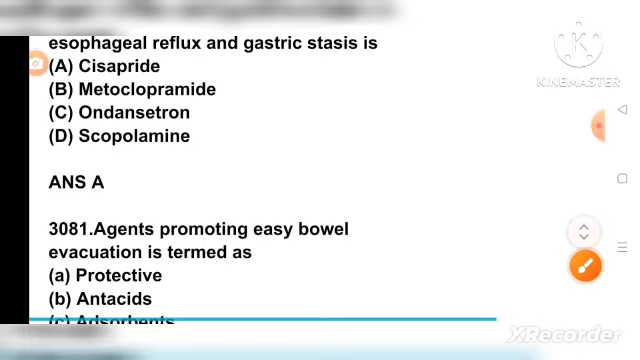 esophageal reflux and gastric stasis is
(A) Cisapride
(B) Metoclopramide
(C) Ondansetron
(D) Scopolamine
ANS A
3081.Agents promoting easy bowel
evacuation is termed as
(a) Protective
(b) Antacids
(c) Adsorbents
K
KINEMASTER
XRecorder